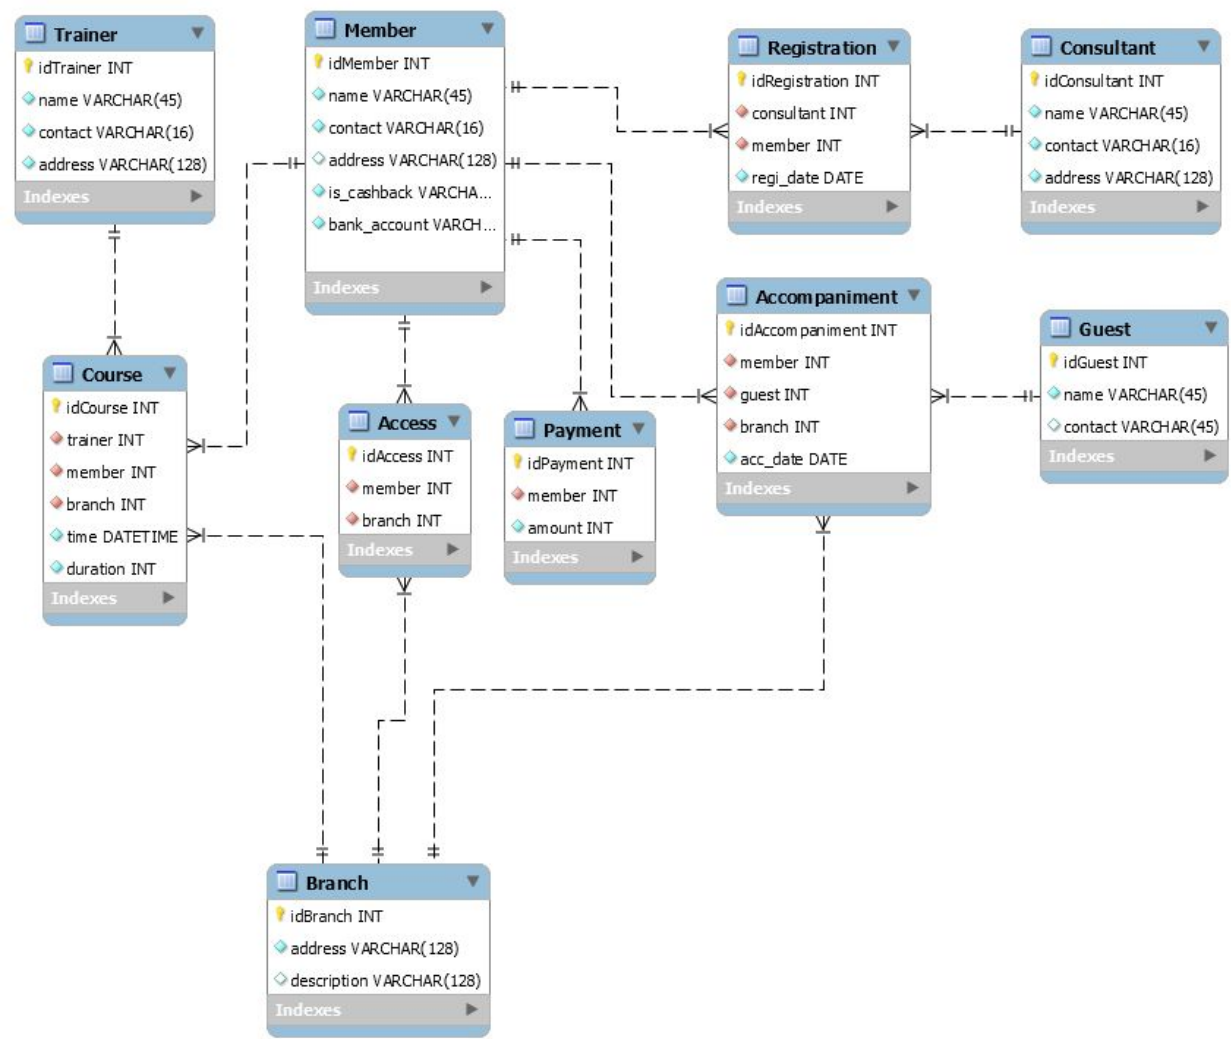 Trainer
idTrainer INT
name VARCHAR(45)
contact VARCHAR(16)
address VARCHAR(128)
Indexes
Member
idMember INT
name VARCHAR(45)
contact VARCHAR(16)
address VARCHAR(128)
is_cashback VARCHA...
bank_account VARCH...
Indexes
Registration
idRegistration INT
consultant INT
member INT
regi_date DATE
Indexes
Consultant
idConsultant INT
name VARCHAR(45)
contact VARCHAR(16)
address VARCHAR(128)
Indexes
Course
idCourse INT
trainer INT
member INT
branch INT
time DATETIME
duration INT
Indexes
Access
idAccess INT
member INT
branch INT
Indexes
Payment
idPayment INT
member INT
amount INT
Indexes
Accompaniment
idAccompaniment INT
member INT
guest INT
branch INT
acc_date DATE
Indexes
Guest
idGuest INT
name VARCHAR(45)
contact VARCHAR(45)
Indexes
Branch
idBranch INT
address VARCHAR(128)
description VARCHAR(128)
Indexes